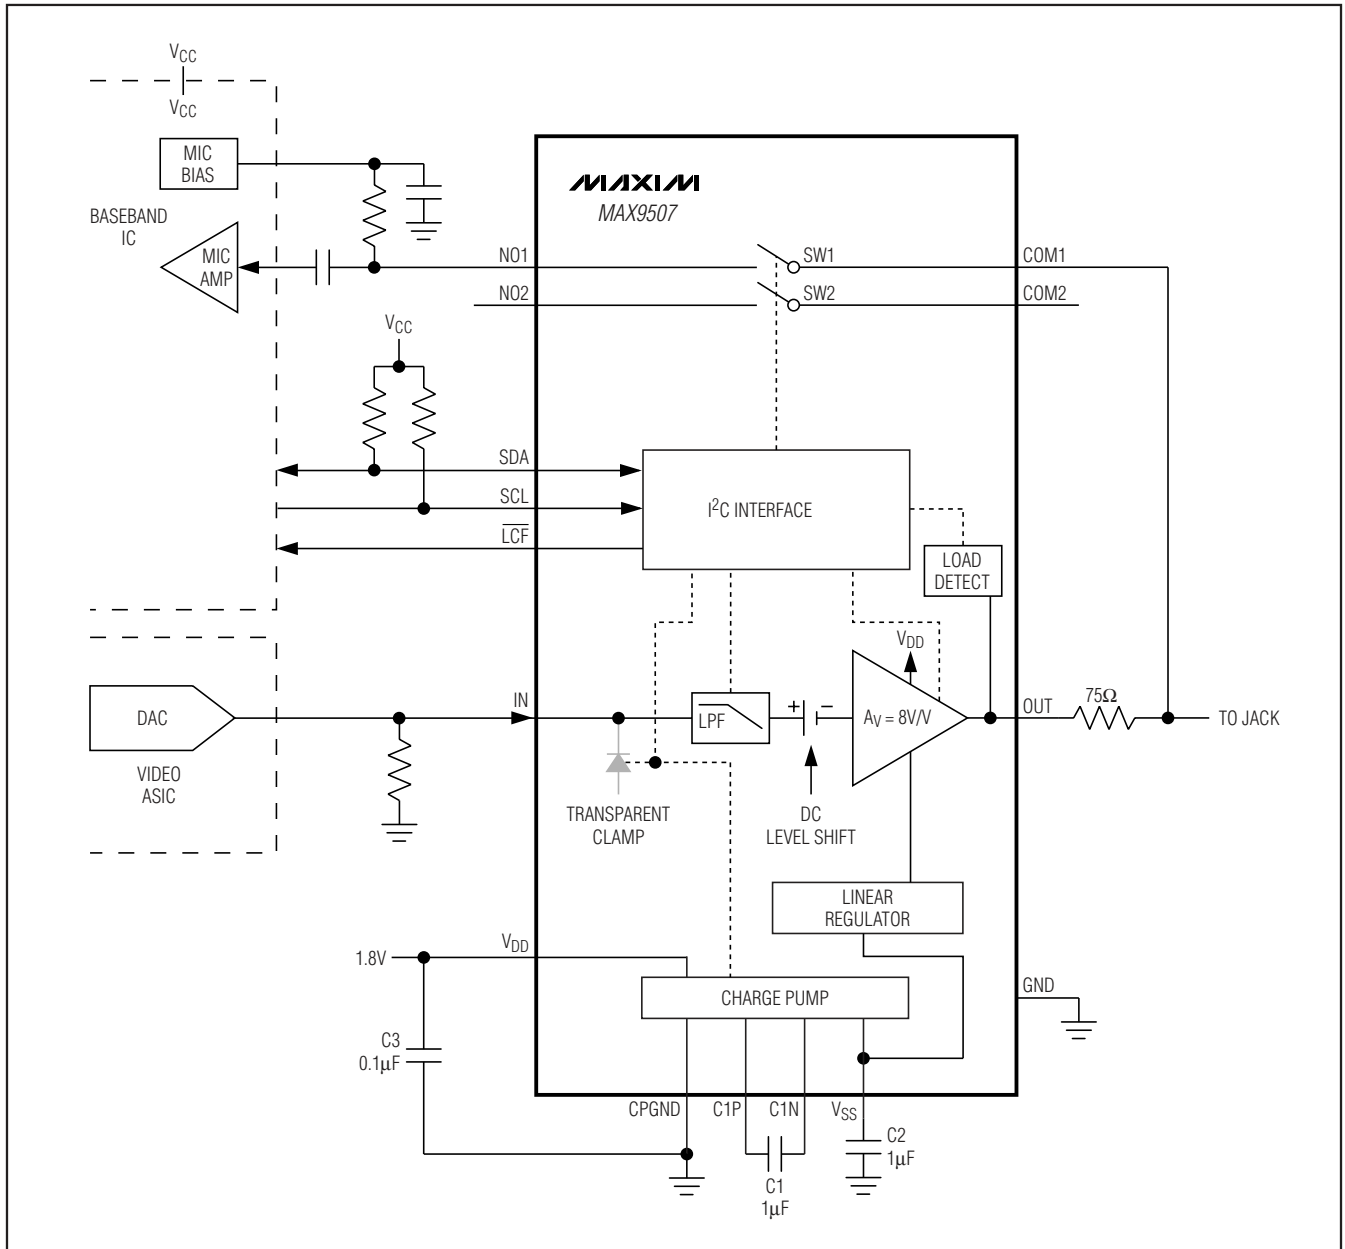 VCC
VCC
MIC
BIAS
BASEBAND
IC
MIC
AMP
MAXIM
MAX9507
NO1
SW1
COM1
NO2
SW2
COM2
VCC
SDA
SCL
LCF
I²C INTERFACE
LOAD
DETECT
VDD
DAC
VIDEO
ASIC
IN
LPF
+ −
AV = 8V/V
OUT
75Ω
TO JACK
TRANSPARENT
CLAMP
DC
LEVEL SHIFT
LINEAR
REGULATOR
1.8V
VDD
CHARGE PUMP
GND
C3
0.1µF
CPGND
C1P
C1N
VSS
C2
1µF
C1
1µF